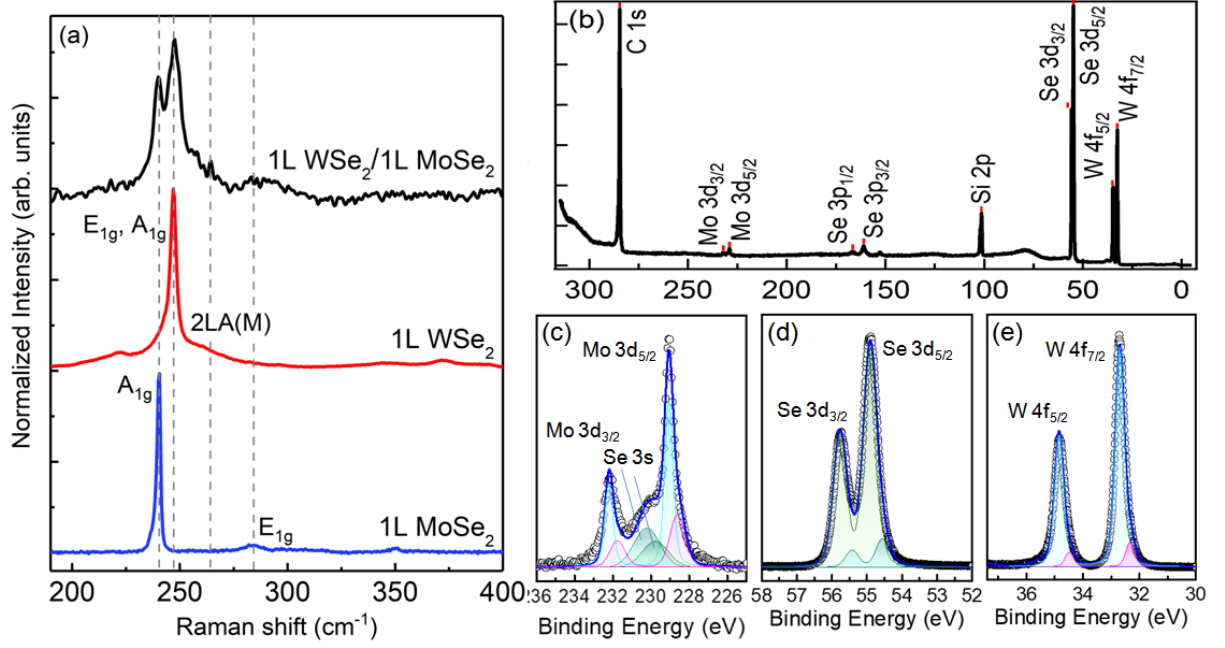 (a)
Normalized Intensity (arb. units)
1L WSe₂/1L MoSe₂
E₁g, A₁g
2LA(M)
1L WSe₂
A₁g
E₁g
1L MoSe₂
200 250 300 350 400
Raman shift (cm⁻¹)
(b)
C 1s
Mo 3d₃/₂
Mo 3d₅/₂
Se 3p₁/₂
Se 3p₃/₂
Si 2p
Se 3d₃/₂
Se 3d₅/₂
W 4f₅/₂
W 4f₇/₂
300 250 200 150 100 50 0
(c)
Mo 3d₅/₂
Mo 3d₃/₂
Se 3s
236 234 232 230 228 226
Binding Energy (eV)
(d)
Se 3d₅/₂
Se 3d₃/₂
58 57 56 55 54 53 52
Binding Energy (eV)
(e)
W 4f₇/₂
W 4f₅/₂
36 34 32 30
Binding Energy (eV)